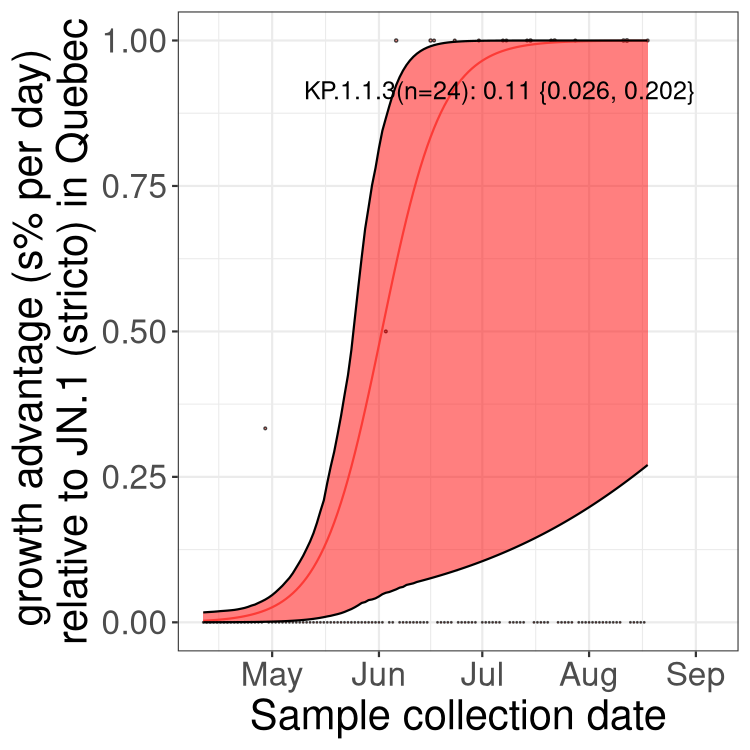 growth advantage (s% per day)
relative to JN.1 (stricto) in Quebec
1.00
0.75
0.50
0.25
0.00
KP.1.1.3(n=24): 0.11 {0.026, 0.202}
May Jun Jul Aug Sep
Sample collection date